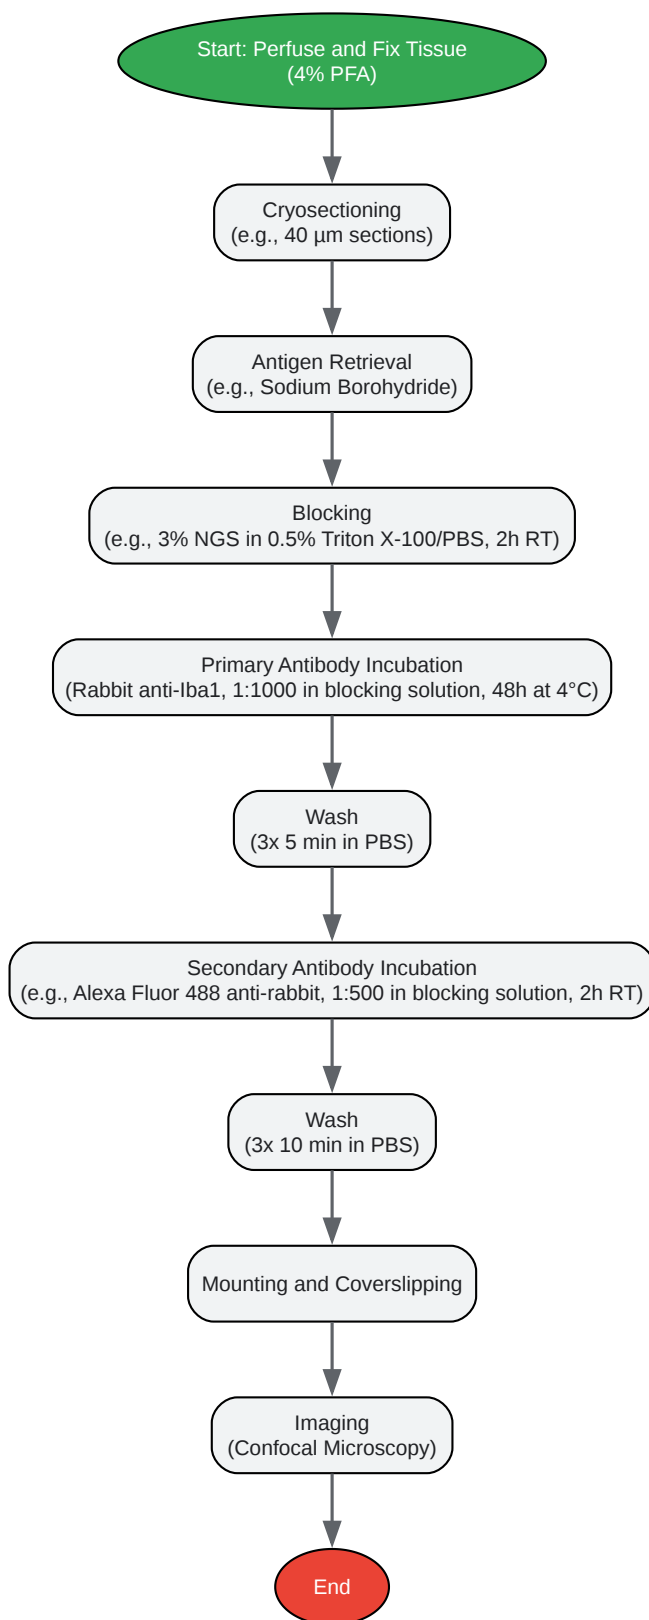 Start: Perfuse and Fix Tissue
(4% PFA)
Cryosectioning
(e.g., 40 µm sections)
Antigen Retrieval
(e.g., Sodium Borohydride)
Blocking
(e.g., 3% NGS in 0.5% Triton X-100/PBS, 2h RT)
Primary Antibody Incubation
(Rabbit anti-Iba1, 1:1000 in blocking solution, 48h at 4°C)
Wash
(3x 5 min in PBS)
Secondary Antibody Incubation
(e.g., Alexa Fluor 488 anti-rabbit, 1:500 in blocking solution, 2h RT)
Wash
(3x 10 min in PBS)
Mounting and Coverslipping
Imaging
(Confocal Microscopy)
End